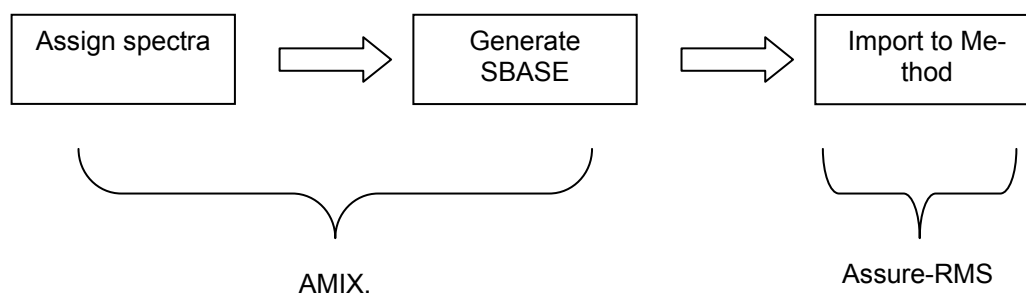 Assign spectra
Generate
SBASE
Import to Me-
thod
AMIX.
Assure-RMS